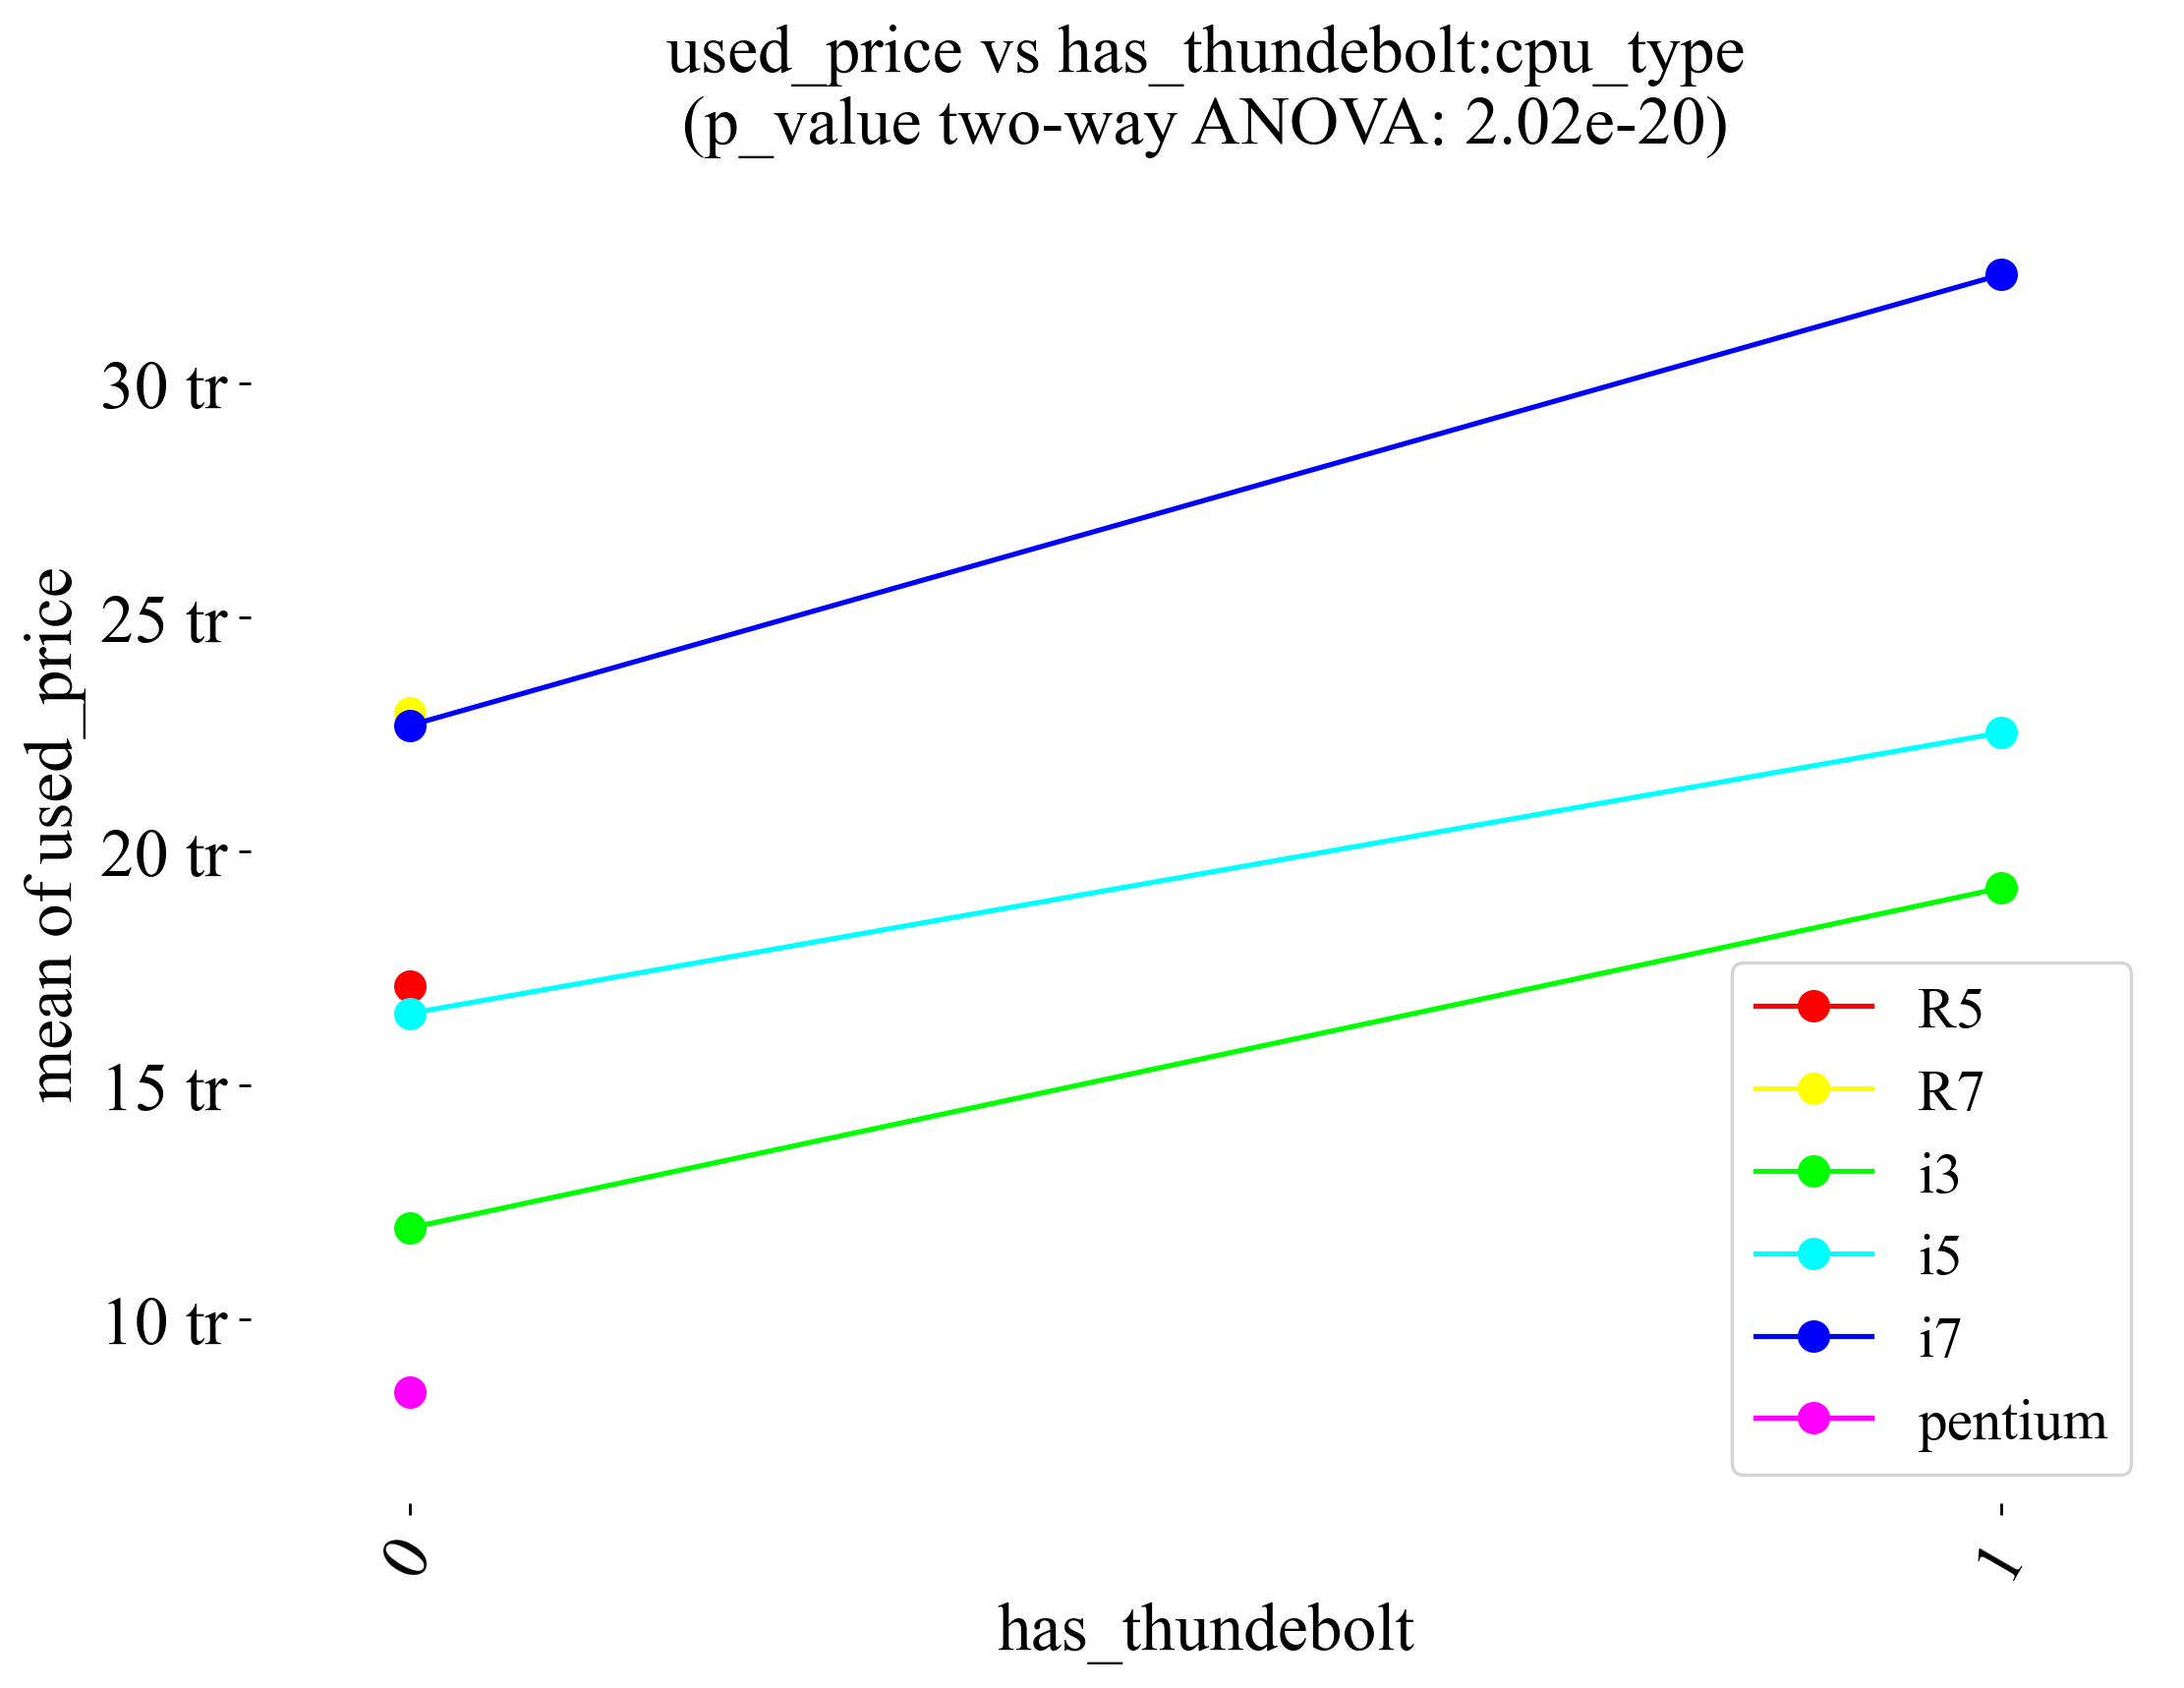 used_price vs has_thundebolt:cpu_type
(p_value two-way ANOVA: 2.02e-20)
mean of used_price
30 tr
25 tr
20 tr
15 tr
10 tr
R5
R7
i3
i5
i7
pentium
0
1
has_thundebolt